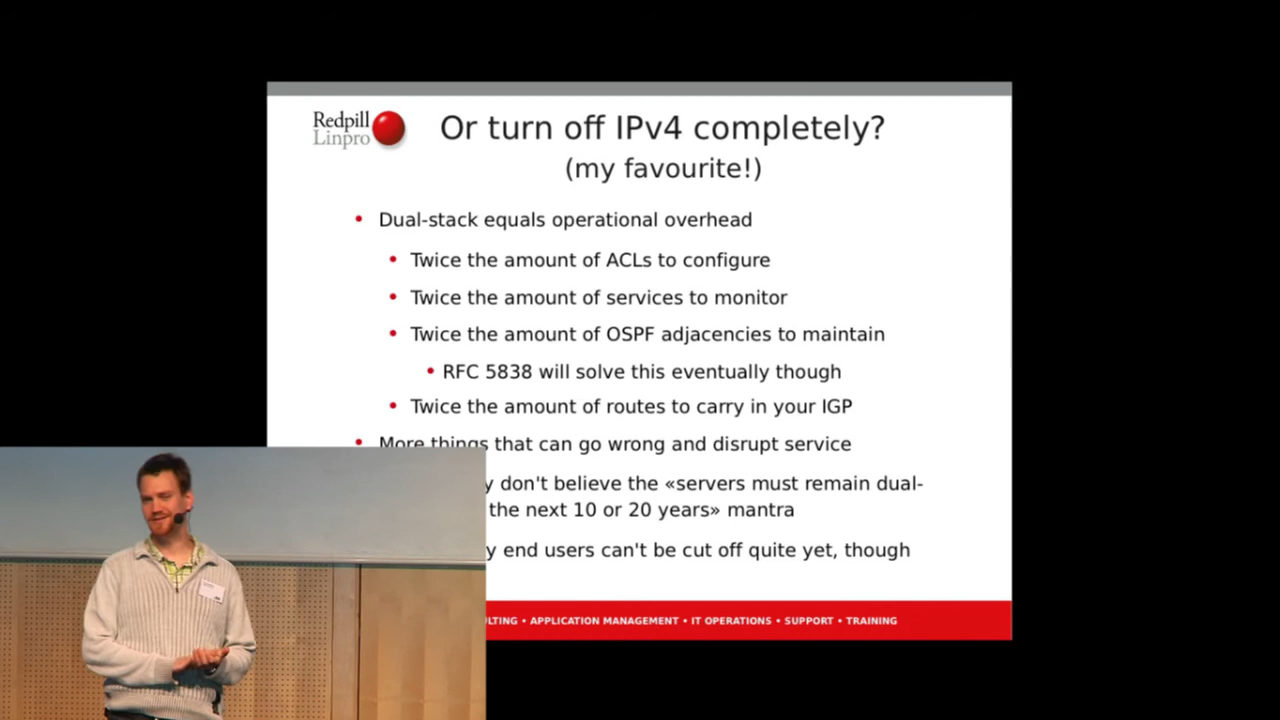 Redpill
Linpro
Or turn off IPv4 completely?
(my favourite!)
• Dual-stack equals operational overhead
• Twice the amount of ACLs to configure
• Twice the amount of services to monitor
• Twice the amount of OSPF adjacencies to maintain
• RFC 5838 will solve this eventually though
• Twice the amount of routes to carry in your IGP
• More things that can go wrong and disrupt service
don't believe the «servers must remain dual-
the next 10 or 20 years» mantra
end users can't be cut off quite yet, though
• APPLICATION MANAGEMENT • IT OPERATIONS • SUPPORT • TRAINING